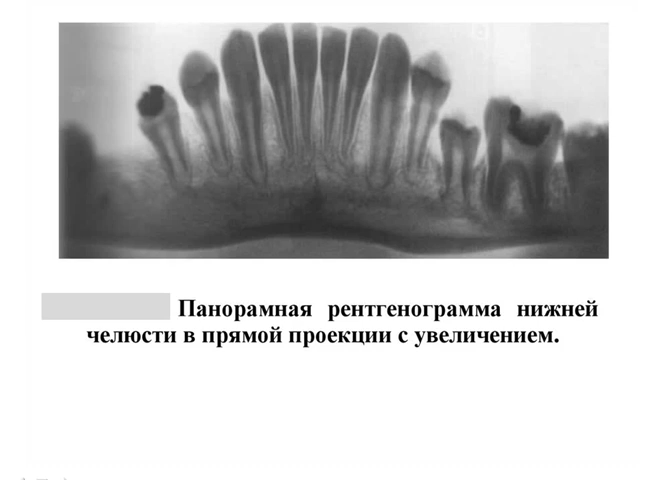 Панорамная рентгенограмма нижней
челюсти в прямой проекции с увеличением.